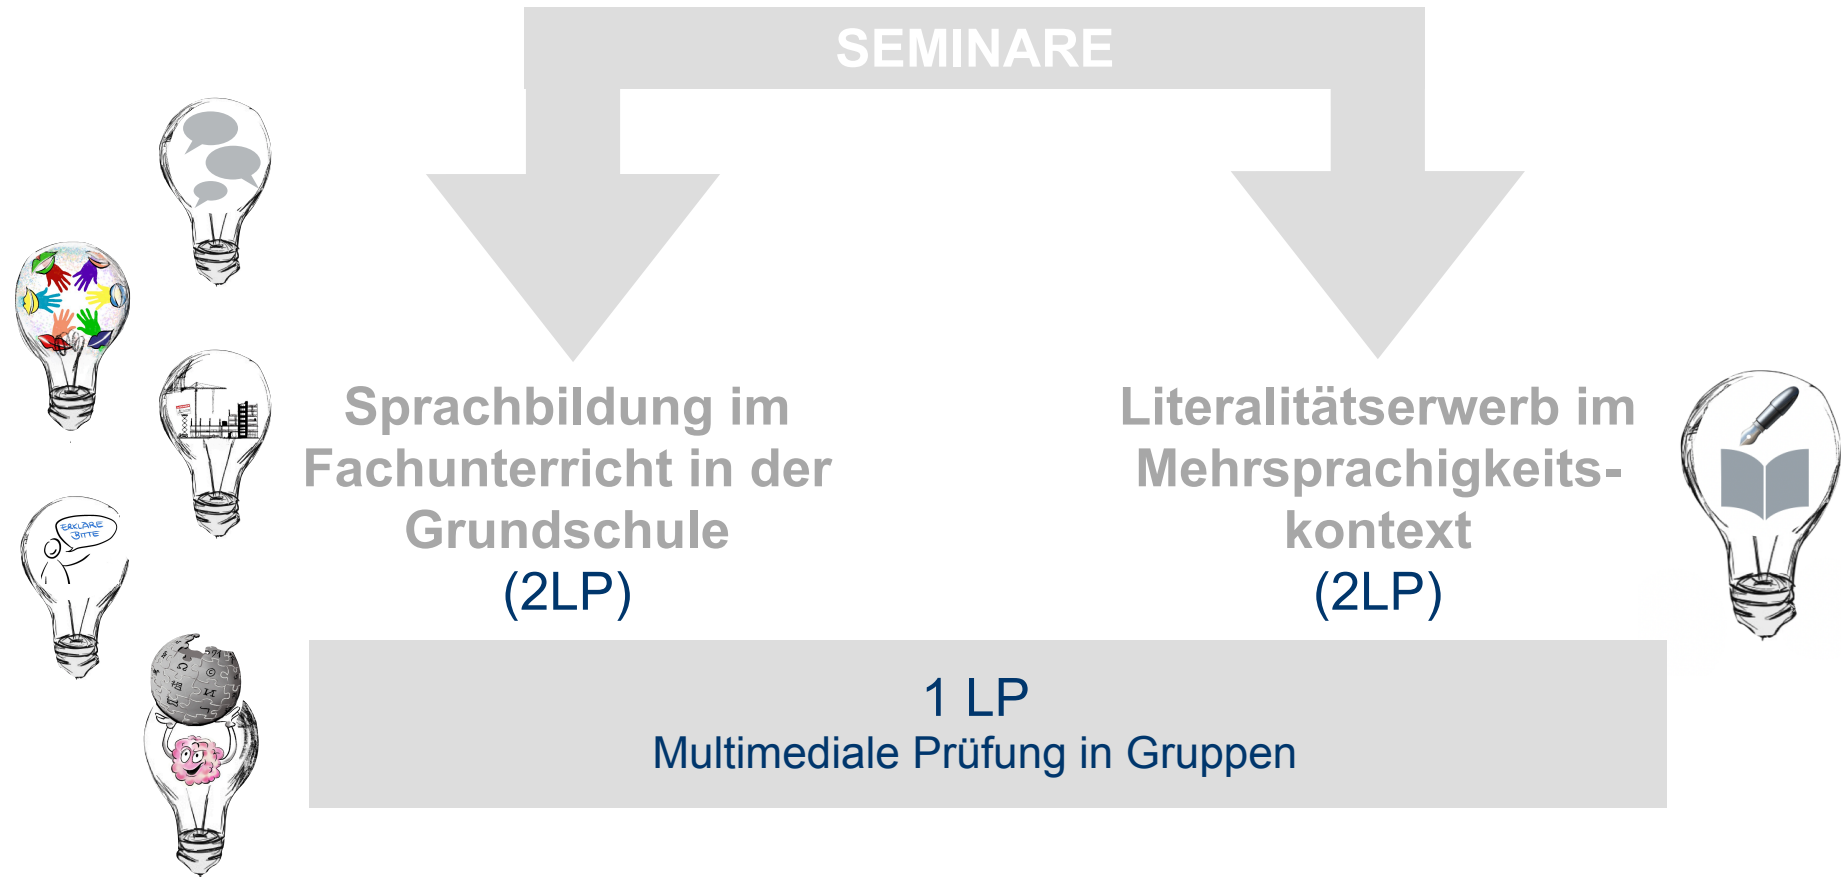 SEMINARE
Sprachbildung im
Fachunterricht in der
Grundschule
(2LP)
Literalitätserwerb im
Mehrsprachigkeits-
kontext
(2LP)
ERKLÄRE
BITTE
1 LP
Multimediale Prüfung in Gruppen